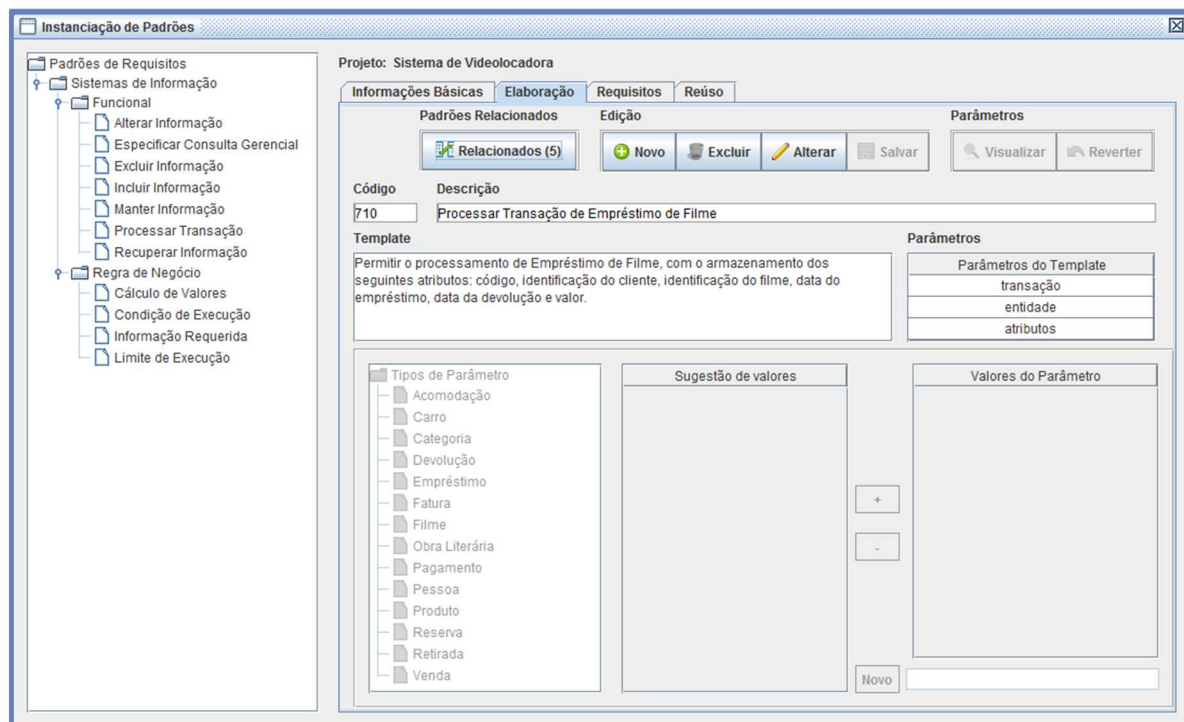 Instanciação de Padrões
Padrões de Requisitos
Sistemas de Informação
Funcional
Alterar Informação
Especificar Consulta Gerencial
Excluir Informação
Incluir Informação
Manter Informação
Processar Transação
Recuperar Informação
Regra de Negócio
Cálculo de Valores
Condição de Execução
Informação Requerida
Limite de Execução
Projeto: Sistema de Videolocadora
Informações Básicas Elaboração Requisitos Reúso
Padrões Relacionados Edição Parâmetros
Relacionados (5) Novo Excluir Alterar Salvar Visualizar Reverter
Código Descrição
710 Processar Transação de Empréstimo de Filme
Template
Permitir o processamento de Empréstimo de Filme, com o armazenamento dos
seguintes atributos: código, identificação do cliente, identificação do filme, data do
empréstimo, data da devolução e valor.
Parâmetros
Parâmetros do Template
transação
entidade
atributos
Tipos de Parâmetro
Acomodação
Carro
Categoria
Devolução
Empréstimo
Fatura
Filme
Obra Literária
Pagamento
Pessoa
Produto
Reserva
Retirada
Venda
Sugestão de valores
+
-
Valores do Parâmetro
Novo